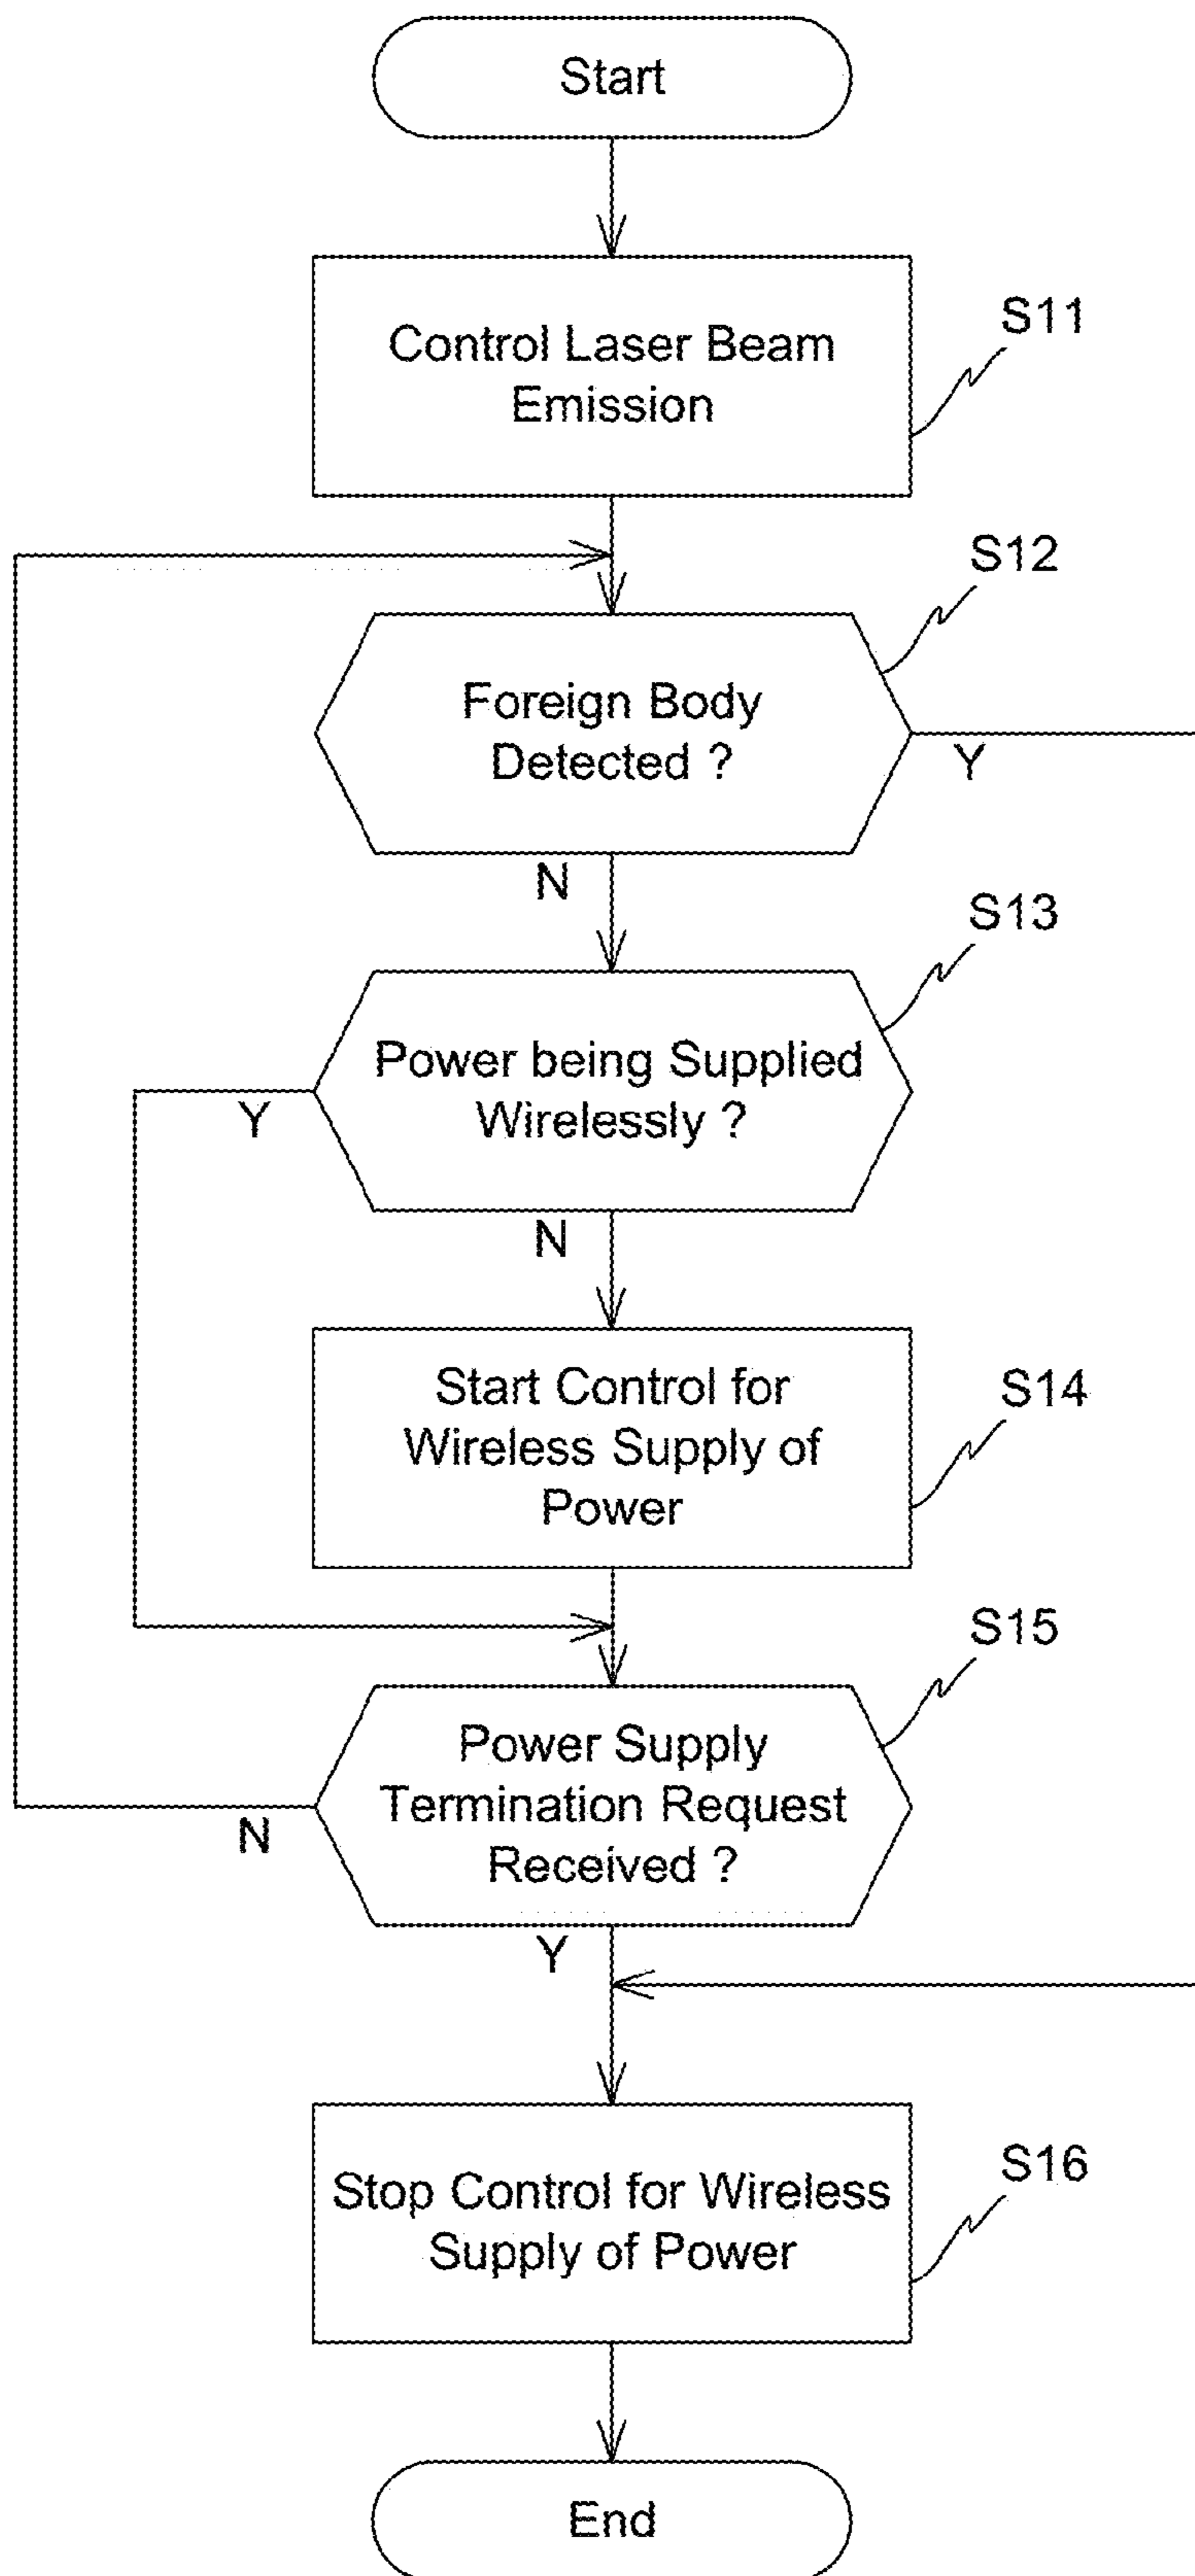 Start
Control Laser Beam
Emission
S11
Foreign Body
Detected ?
S12
Y
N
Power being Supplied
Wirelessly ?
S13
Y
N
Start Control for
Wireless Supply of
Power
S14
Power Supply
Termination Request
Received ?
S15
N
Y
Stop Control for Wireless
Supply of Power
S16
End